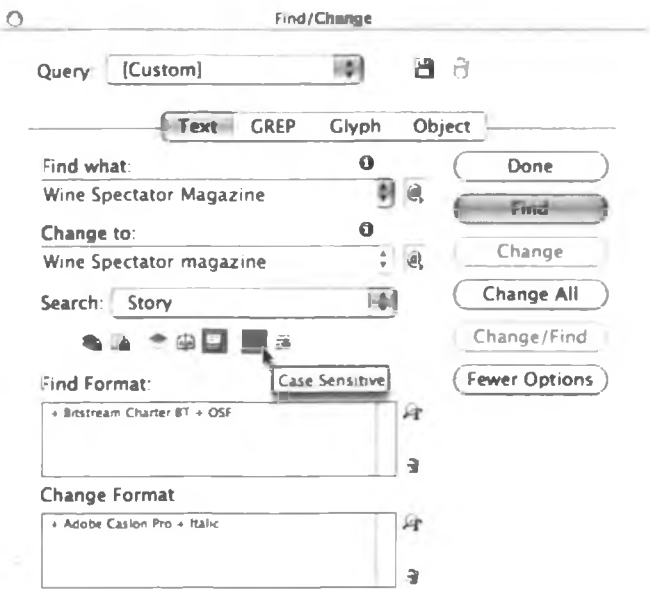 Find/Change
Query: [Custom]
Text GREP Glyph Object
Find what:
Wine Spectator Magazine
Change to:
Wine Spectator magazine
Search: Story
Case Sensitive
Find Format:
+ Bitstream Charter BT + OSF
Change Format
+ Adobe Caslon Pro + Italic
Done
Find
Change
Change All
Change/Find
Fewer Options